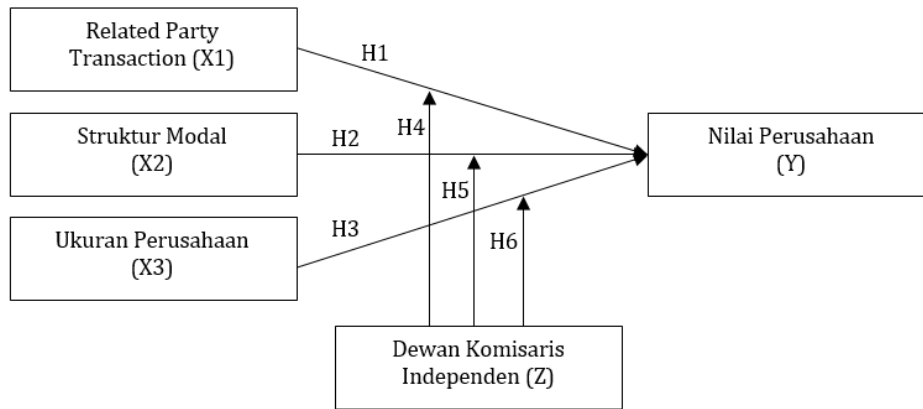 Related Party
Transaction (X1)
H1
H4
Struktur Modal
(X2)
H2
Nilai Perusahaan
(Y)
H5
Ukuran Perusahaan
(X3)
H3
H6
Dewan Komisaris
Independen (Z)